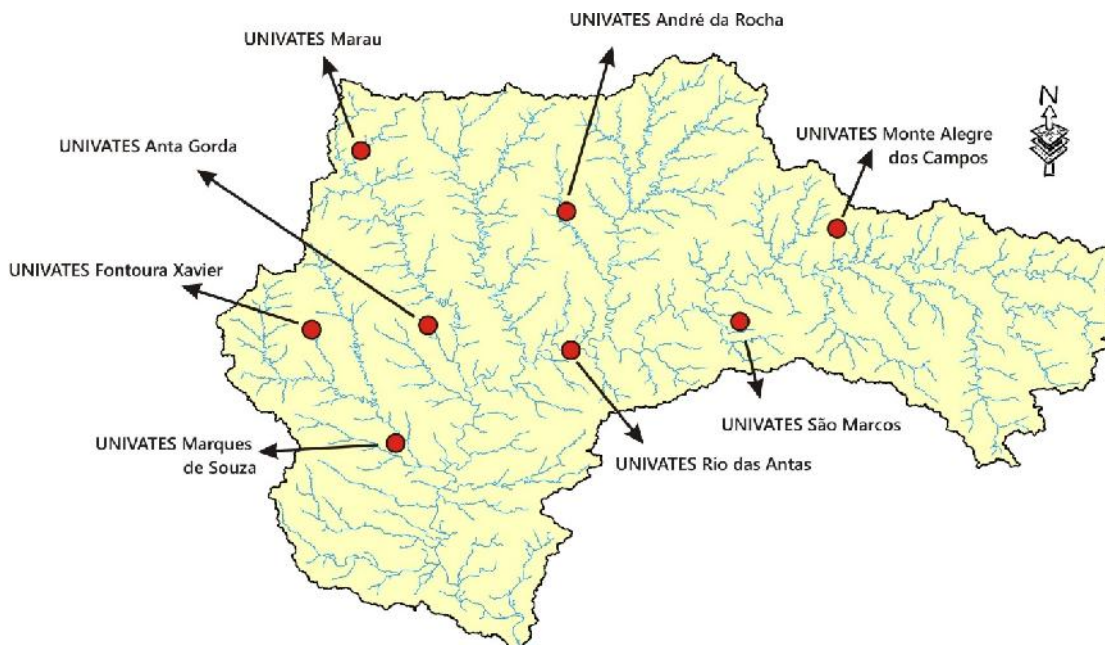 UNIVATES André da Rocha
UNIVATES Marau
N
UNIVATES Monte Alegre
dos Campos
UNIVATES Anta Gorda
UNIVATES Fontoura Xavier
UNIVATES São Marcos
UNIVATES Marques
de Souza
UNIVATES Rio das Antas